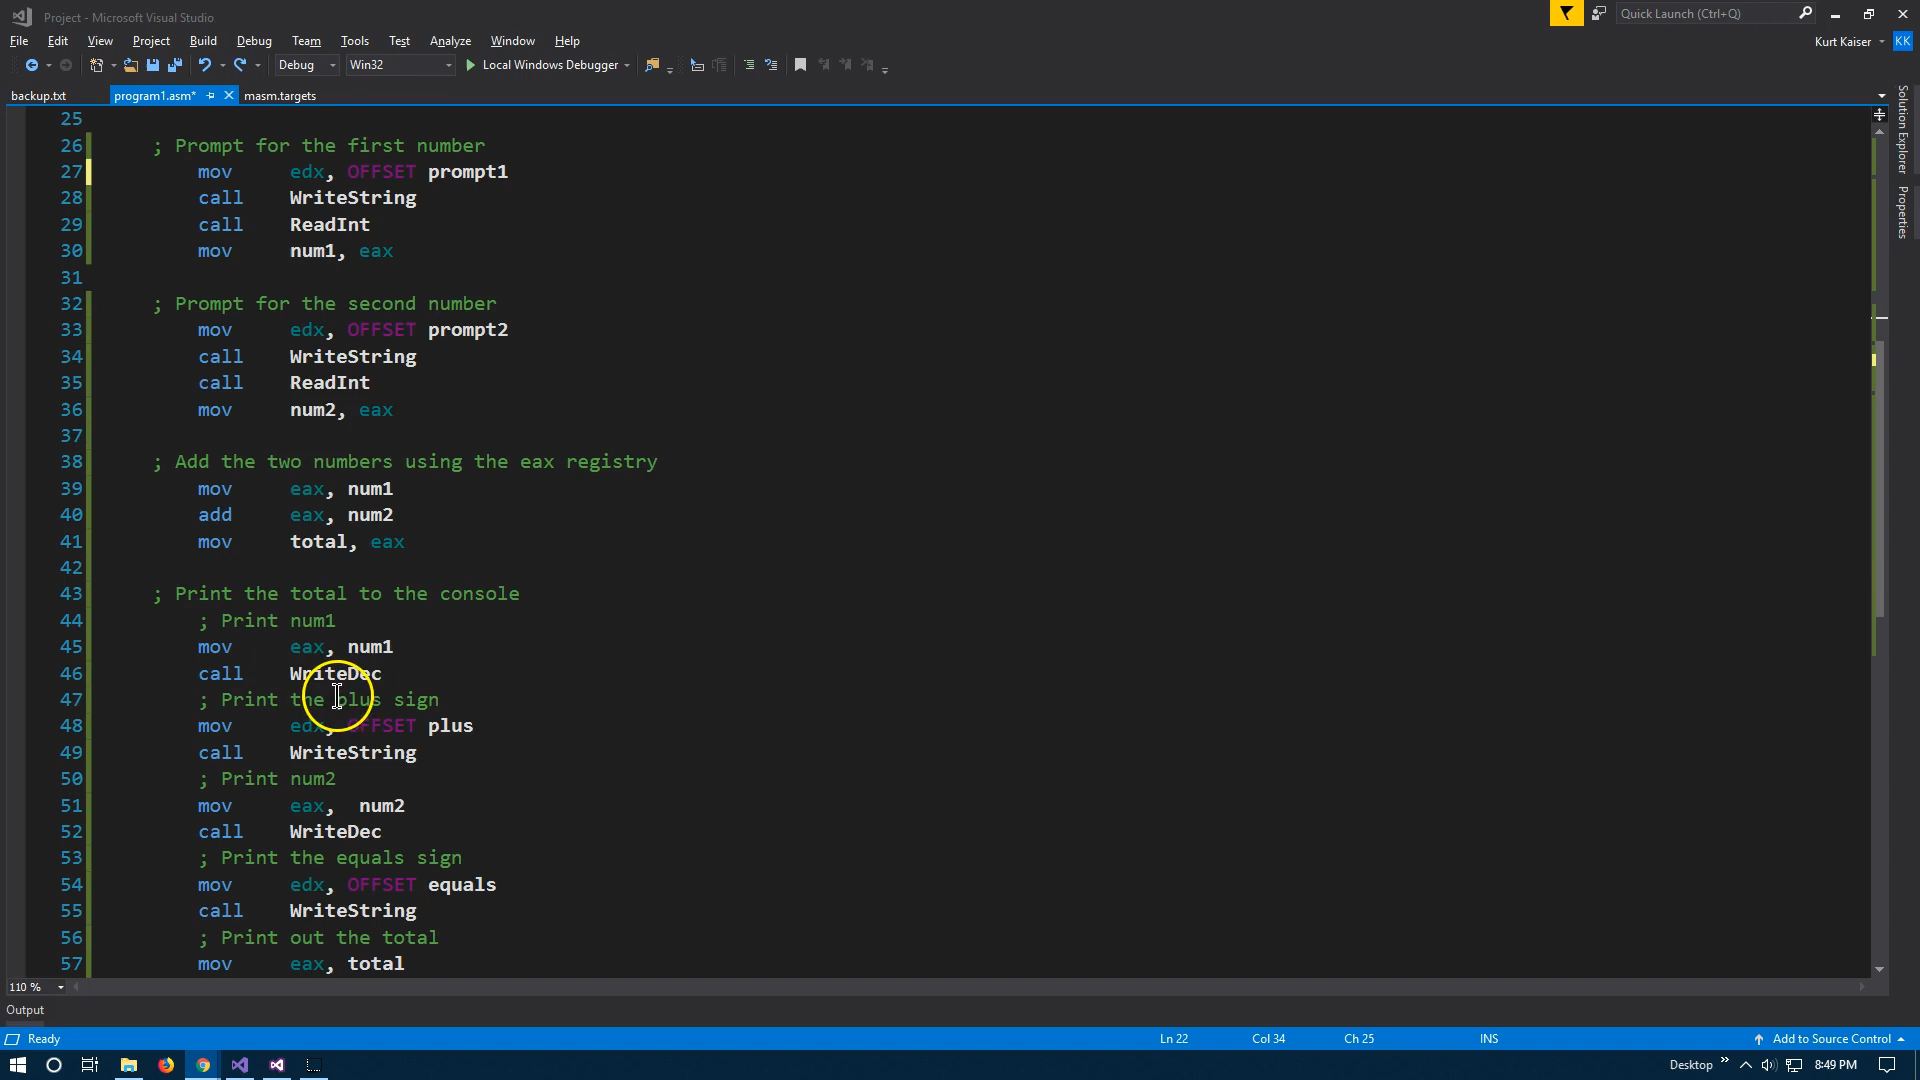 Project - Microsoft Visual Studio
Quick Launch (Ctrl+Q)
File Edit View Project Build Debug Team Tools Test Analyze Window Help
Kurt Kaiser KK
Debug Win32 Local Windows Debugger
backup.txt program1.asm* masm.targets
Solution Explorer
Properties
25
26 ; Prompt for the first number
27 mov edx, OFFSET prompt1
28 call WriteString
29 call ReadInt
30 mov num1, eax
31
32 ; Prompt for the second number
33 mov edx, OFFSET prompt2
34 call WriteString
35 call ReadInt
36 mov num2, eax
37
38 ; Add the two numbers using the eax registry
39 mov eax, num1
40 add eax, num2
41 mov total, eax
42
43 ; Print the total to the console
44 ; Print num1
45 mov eax, num1
46 call WriteDec
47 ; Print the plus sign
48 mov edx, OFFSET plus
49 call WriteString
50 ; Print num2
51 mov eax, num2
52 call WriteDec
53 ; Print the equals sign
54 mov edx, OFFSET equals
55 call WriteString
56 ; Print out the total
57 mov eax, total
110 %
Output
Ready Ln 22 Col 34 Ch 25 INS Add to Source Control
Desktop 8:49 PM